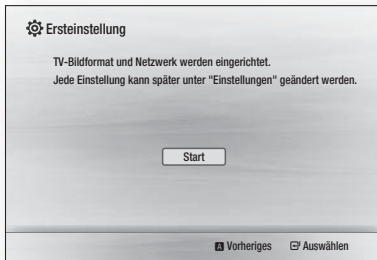 Ersteinstellung
TV-Bildformat und Netzwerk werden eingerichtet.
Jede Einstellung kann später unter "Einstellungen" geändert werden.
Start
A Vorheriges Auswählen